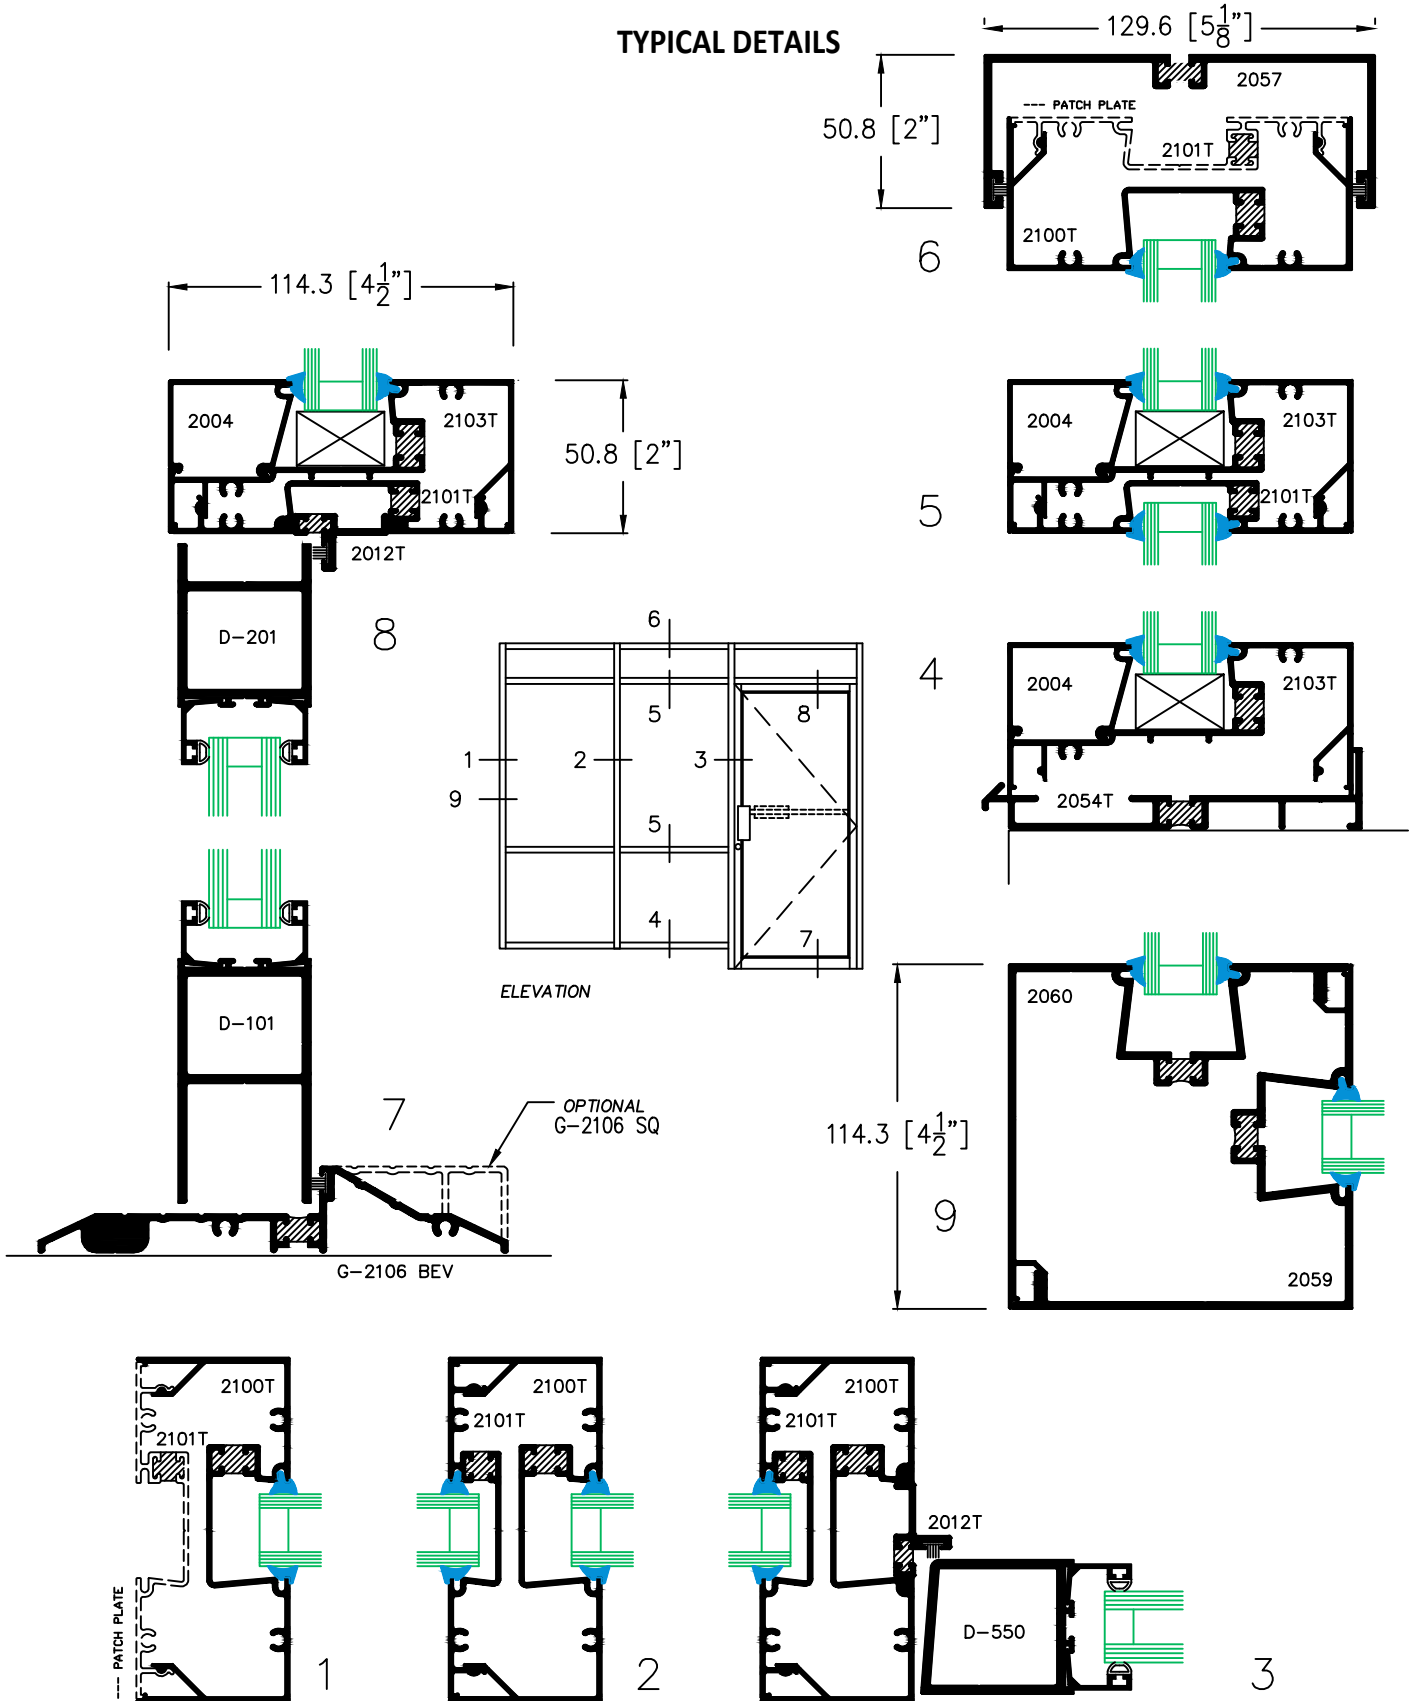 TYPICAL DETAILS
129.6 [5 1/8"]
50.8 [2"]
2057
--- PATCH PLATE
2101T
2100T
6
114.3 [4 1/2"]
2004
2103T
50.8 [2"]
2101T
2012T
D-201
8
2004
2103T
2101T
5
4
2004
2103T
2054T
6
5
8
1
2
3
9
5
4
7
ELEVATION
D-101
7
OPTIONAL
G-2106 SQ
G-2106 BEV
2060
114.3 [4 1/2"]
9
2059
2100T
2101T
--- PATCH PLATE
1
2100T
2101T
2
2100T
2101T
2012T
D-550
3